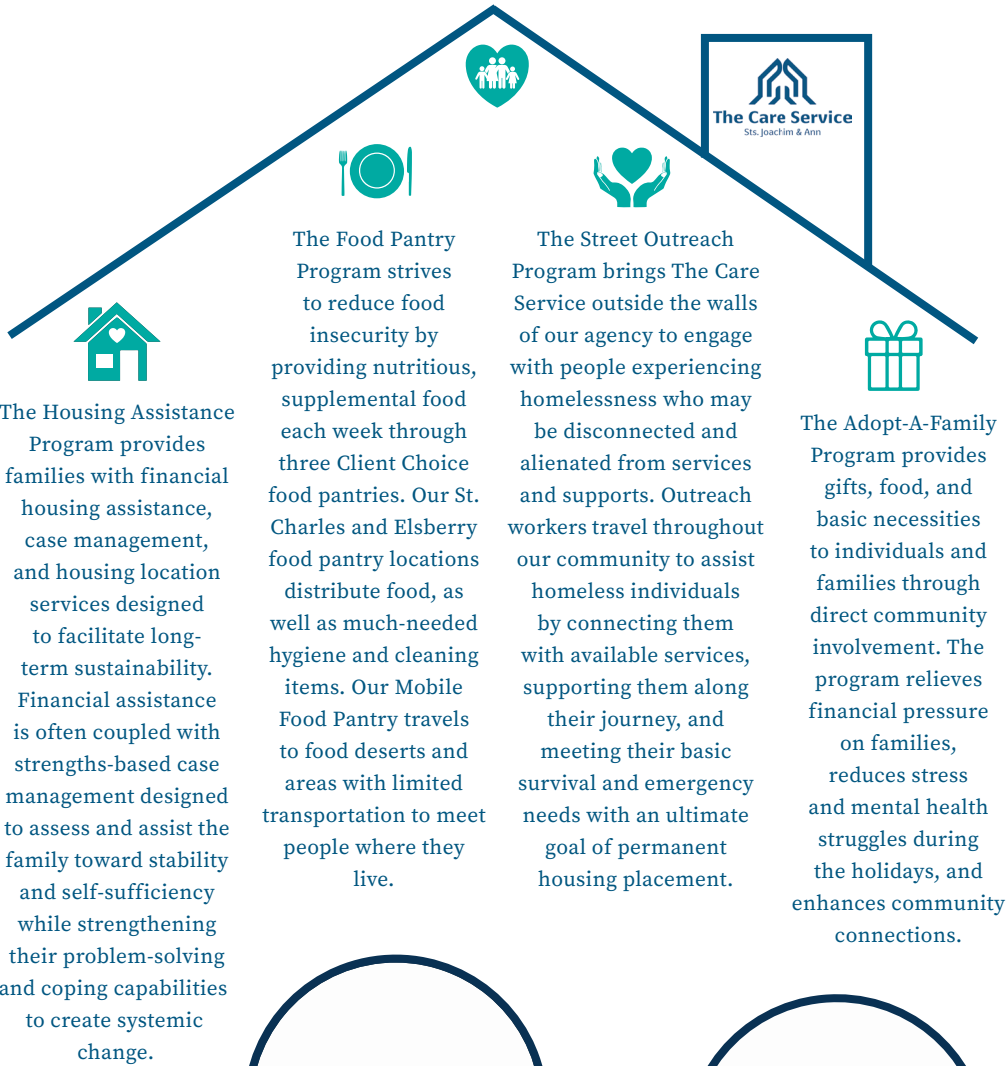 The Care Service
Sts. Joachim & Ann
The Housing Assistance
Program provides
families with financial
housing assistance,
case management,
and housing location
services designed
to facilitate long-
term sustainability.
Financial assistance
is often coupled with
strengths-based case
management designed
to assess and assist the
family toward stability
and self-sufficiency
while strengthening
their problem-solving
and coping capabilities
to create systemic
change.
The Food Pantry
Program strives
to reduce food
insecurity by
providing nutritious,
supplemental food
each week through
three Client Choice
food pantries. Our St.
Charles and Elsberry
food pantry locations
distribute food, as
well as much-needed
hygiene and cleaning
items. Our Mobile
Food Pantry travels
to food deserts and
areas with limited
transportation to meet
people where they
live.
The Street Outreach
Program brings The Care
Service outside the walls
of our agency to engage
with people experiencing
homelessness who may
be disconnected and
alienated from services
and supports. Outreach
workers travel throughout
our community to assist
homeless individuals
by connecting them
with available services,
supporting them along
their journey, and
meeting their basic
survival and emergency
needs with an ultimate
goal of permanent
housing placement.
The Adopt-A-Family
Program provides
gifts, food, and
basic necessities
to individuals and
families through
direct community
involvement. The
program relieves
financial pressure
on families,
reduces stress
and mental health
struggles during
the holidays, and
enhances community
connections.